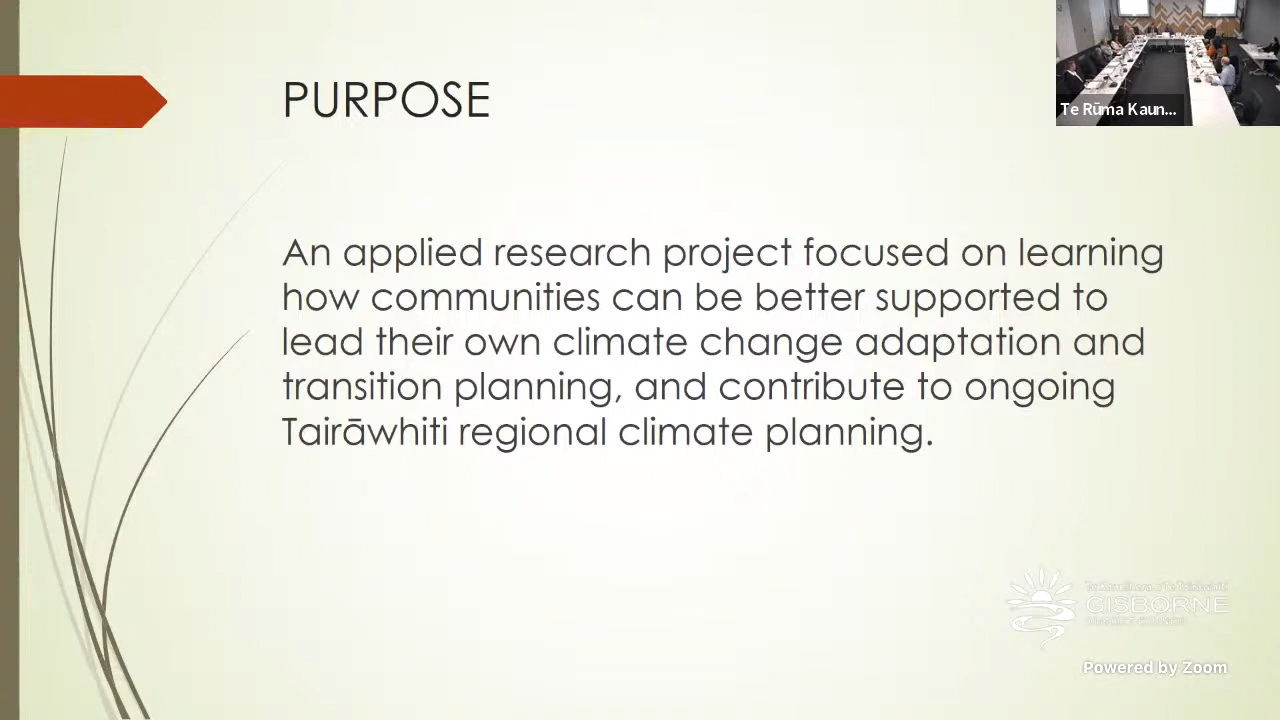 PURPOSE
Te Rūma Kaun...
An applied research project focused on learning
how communities can be better supported to
lead their own climate change adaptation and
transition planning, and contribute to ongoing
Tairāwhiti regional climate planning.
GISBORNE
Powered by Zoom